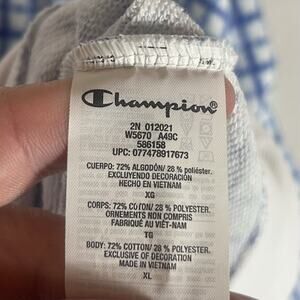 Champion
2N 012021
W5670 A49C
586158
UPC: 077478917673
CUERPO: 72% ALGODÓN/ 28 % poliéster.
EXCLUYENDO DECORACIÓN
HECHO EN VIETNAM
XG
CORPS: 72% COTON/ 28 % POLYESTER.
ORNEMENTS NON COMPRIS
FABRIQUÉ AU VIÊT-NAM
TG
BODY: 72% COTTON/ 28 % POLYESTER.
EXCLUSIVE OF DECORATION
MADE IN VIETNAM
XL